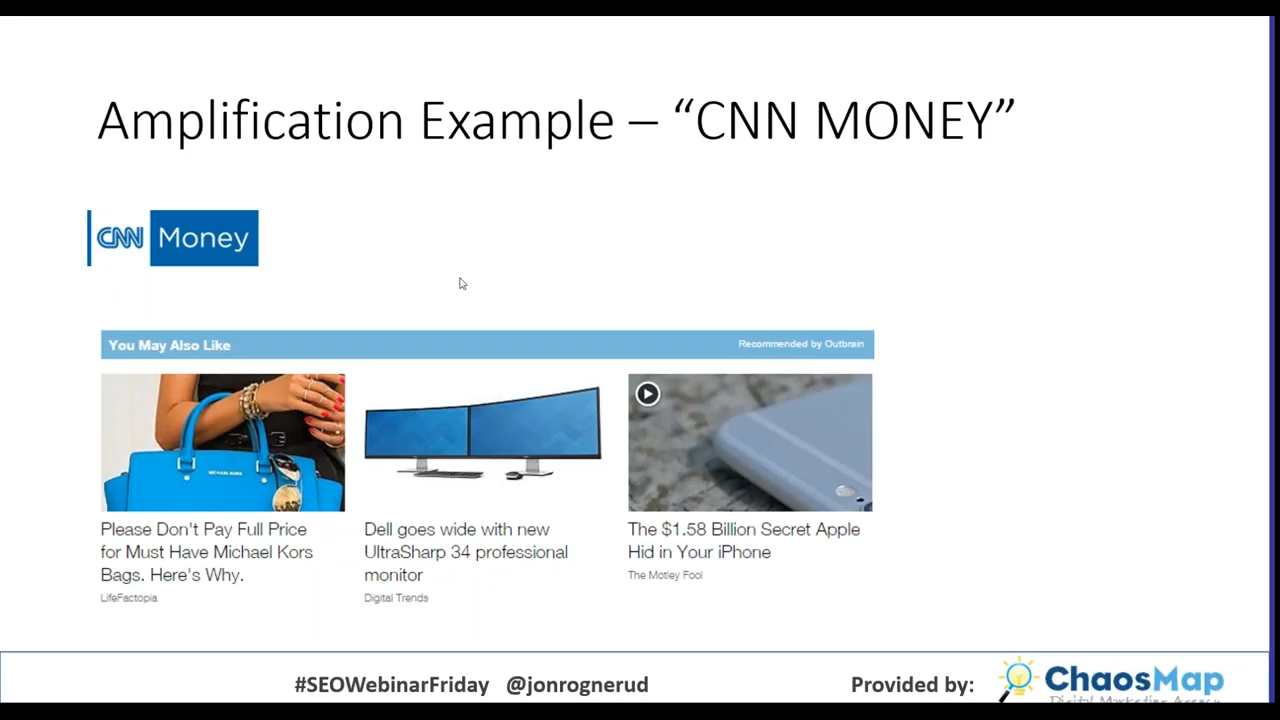 Amplification Example – “CNN MONEY”
CNN Money
You May Also Like
Recommended by Outbrain
MICHAEL KORS
Please Don't Pay Full Price
for Must Have Michael Kors
Bags. Here's Why.
LifeFactopia
Dell goes wide with new
UltraSharp 34 professional
monitor
Digital Trends
The $1.58 Billion Secret Apple
Hid in Your iPhone
The Motley Fool
#SEOWebinarFriday @jonrognerud
Provided by:
ChaosMap
Digital Marketing Agency